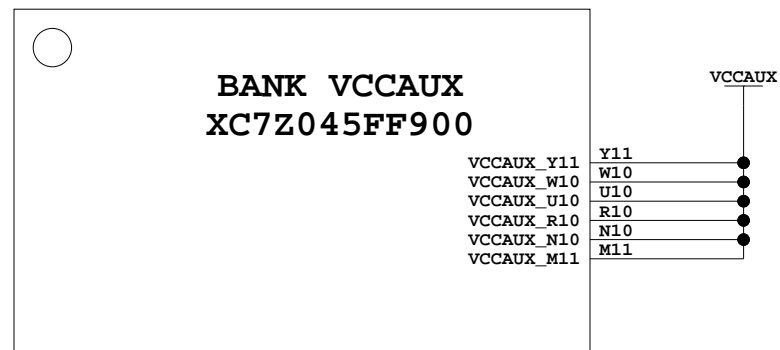 BANK VCCAUX
XC7Z045FF900
VCCAUX
VCCAUX_Y11 Y11
VCCAUX_W10 W10
VCCAUX_U10 U10
VCCAUX_R10 R10
VCCAUX_N10 N10
VCCAUX_M11 M11